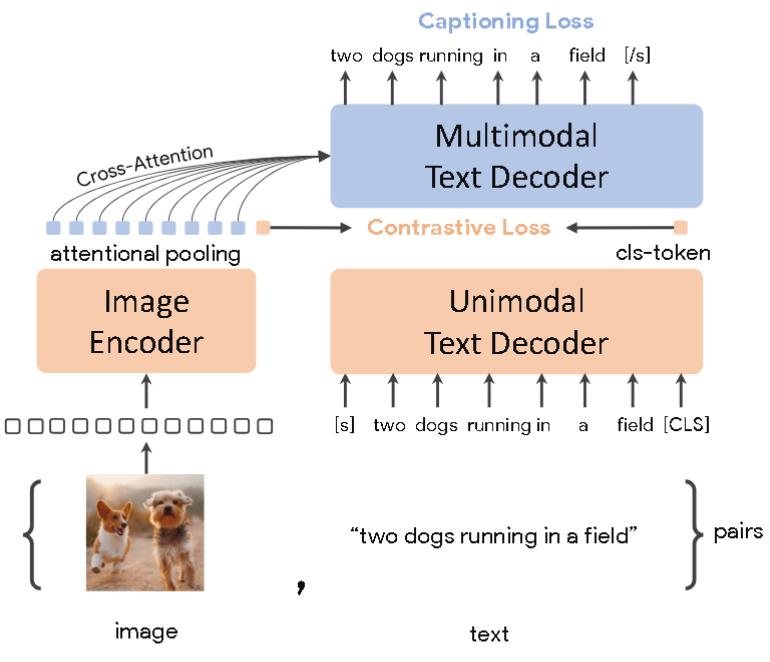 Captioning Loss
two dogs running in a field [/s]
Multimodal
Text Decoder
Cross-Attention
Contrastive Loss
attentional pooling
cls-token
Image
Encoder
Unimodal
Text Decoder
[s] two dogs running in a field [CLS]
“two dogs running in a field”
,
pairs
image
text